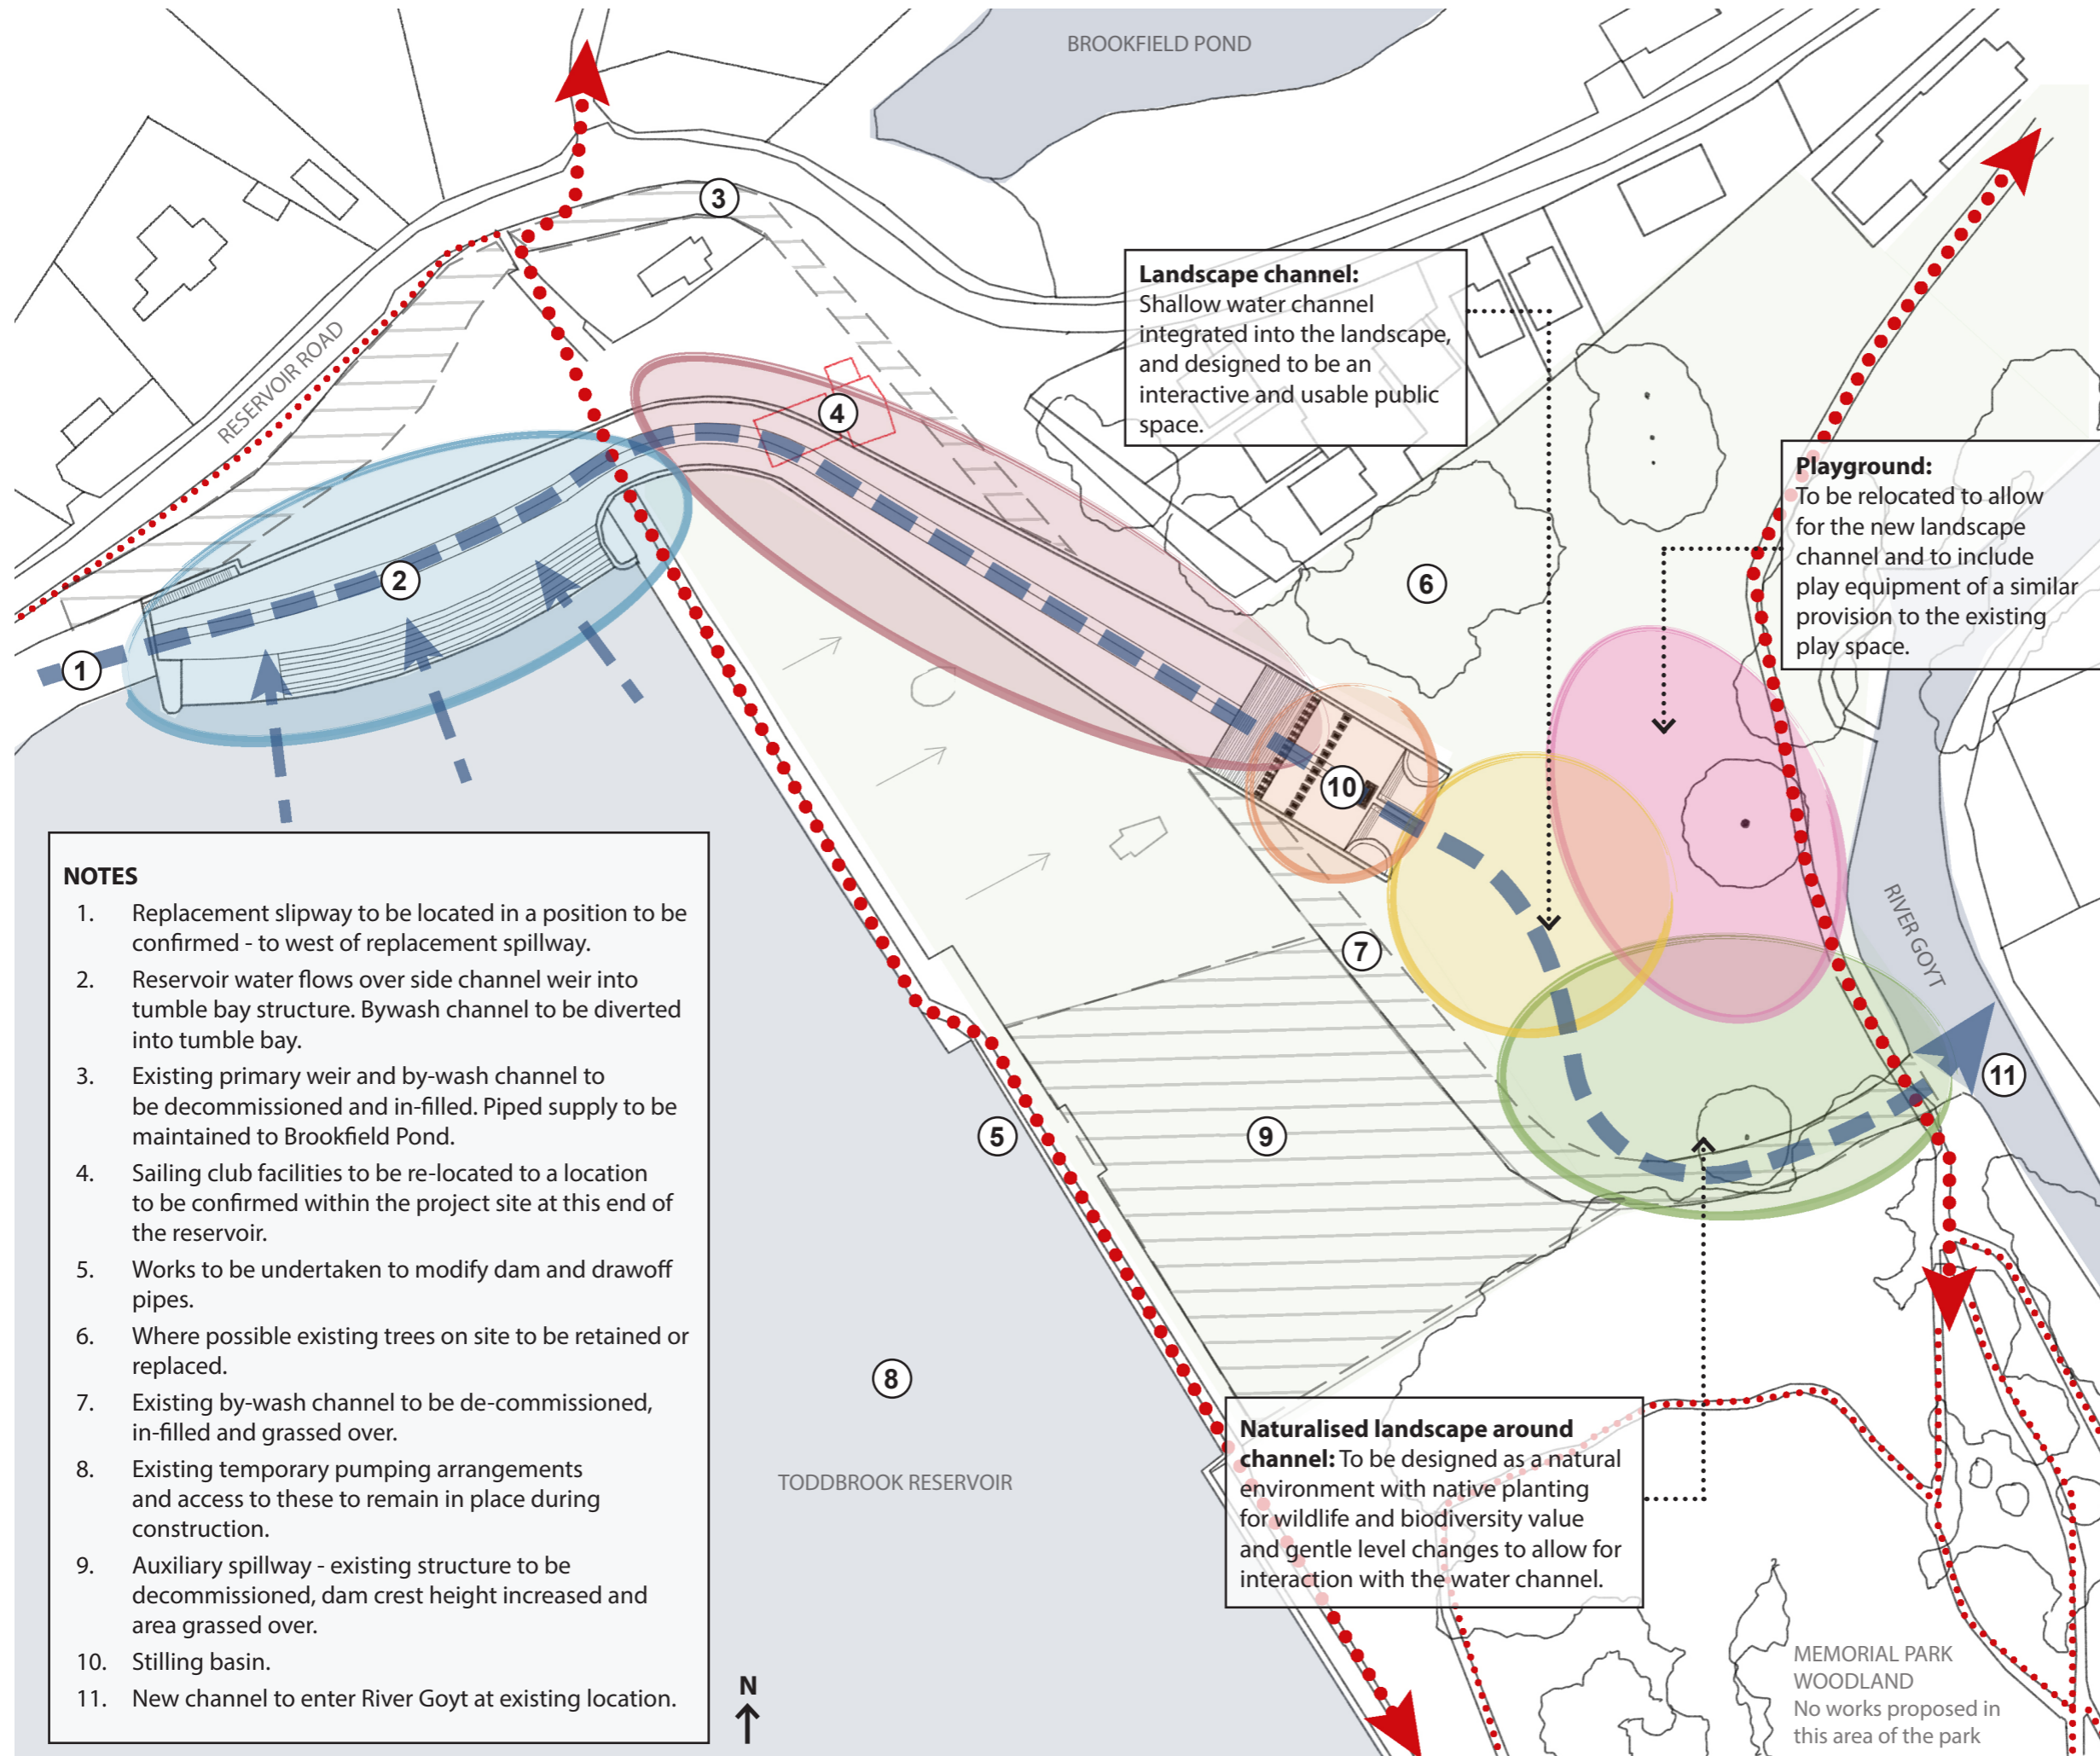 BROOKFIELD POND
3
Landscape channel:
Shallow water channel
integrated into the landscape,
and designed to be an
interactive and usable public
space.
RESERVOIR ROAD
4
Playground:
To be relocated to allow
for the new landscape
channel and to include
play equipment of a similar
provision to the existing
play space.
2
6
1
10
RIVER GOYT
7
11
5
9
8
NOTES
1. Replacement slipway to be located in a position to be
confirmed - to west of replacement spillway.
2. Reservoir water flows over side channel weir into
tumble bay structure. Bywash channel to be diverted
into tumble bay.
3. Existing primary weir and by-wash channel to
be decommissioned and in-filled. Piped supply to be
maintained to Brookfield Pond.
4. Sailing club facilities to be re-located to a location
to be confirmed within the project site at this end of
the reservoir.
5. Works to be undertaken to modify dam and drawoff
pipes.
6. Where possible existing trees on site to be retained or
replaced.
7. Existing by-wash channel to be de-commissioned,
in-filled and grassed over.
8. Existing temporary pumping arrangements
and access to these to remain in place during
construction.
9. Auxiliary spillway - existing structure to be
decommissioned, dam crest height increased and
area grassed over.
10. Stilling basin.
11. New channel to enter River Goyt at existing location.
TODDBROOK RESERVOIR
N
Naturalised landscape around
channel: To be designed as a natural
environment with native planting
for wildlife and biodiversity value
and gentle level changes to allow for
interaction with the water channel.
MEMORIAL PARK
WOODLAND
No works proposed in
this area of the park